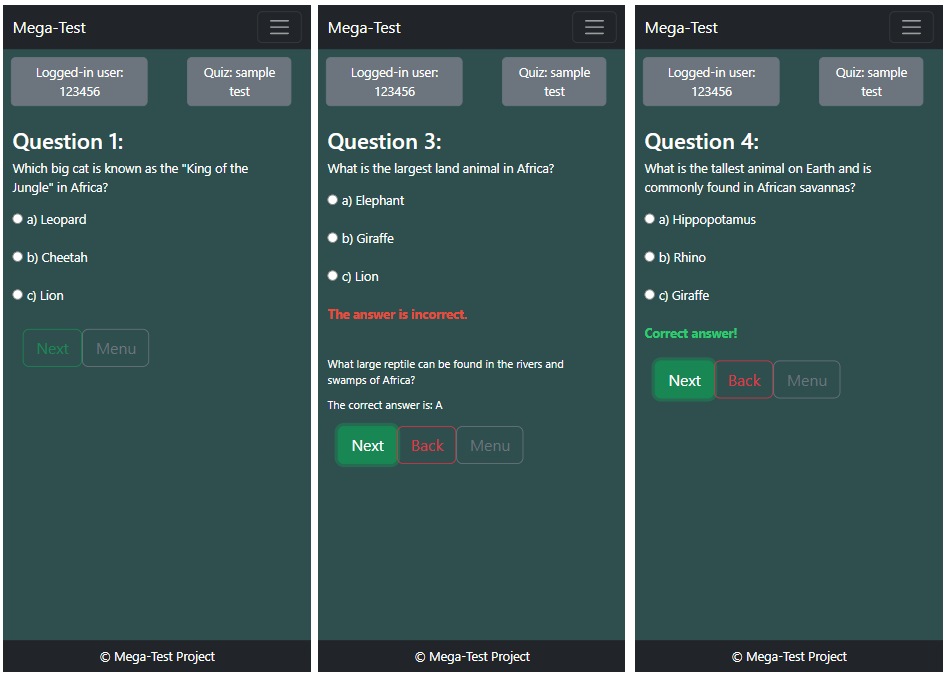 Mega-Test
Logged-in user:
123456
Quiz: sample
test
Question 1:
Which big cat is known as the "King of the
Jungle" in Africa?
a) Leopard
b) Cheetah
c) Lion
Next
Menu
© Mega-Test Project
Mega-Test
Logged-in user:
123456
Quiz: sample
test
Question 3:
What is the largest land animal in Africa?
a) Elephant
b) Giraffe
c) Lion
The answer is incorrect.
What large reptile can be found in the rivers and
swamps of Africa?
The correct answer is: A
Next
Back
Menu
© Mega-Test Project
Mega-Test
Logged-in user:
123456
Quiz: sample
test
Question 4:
What is the tallest animal on Earth and is
commonly found in African savannas?
a) Hippopotamus
b) Rhino
c) Giraffe
Correct answer!
Next
Back
Menu
© Mega-Test Project